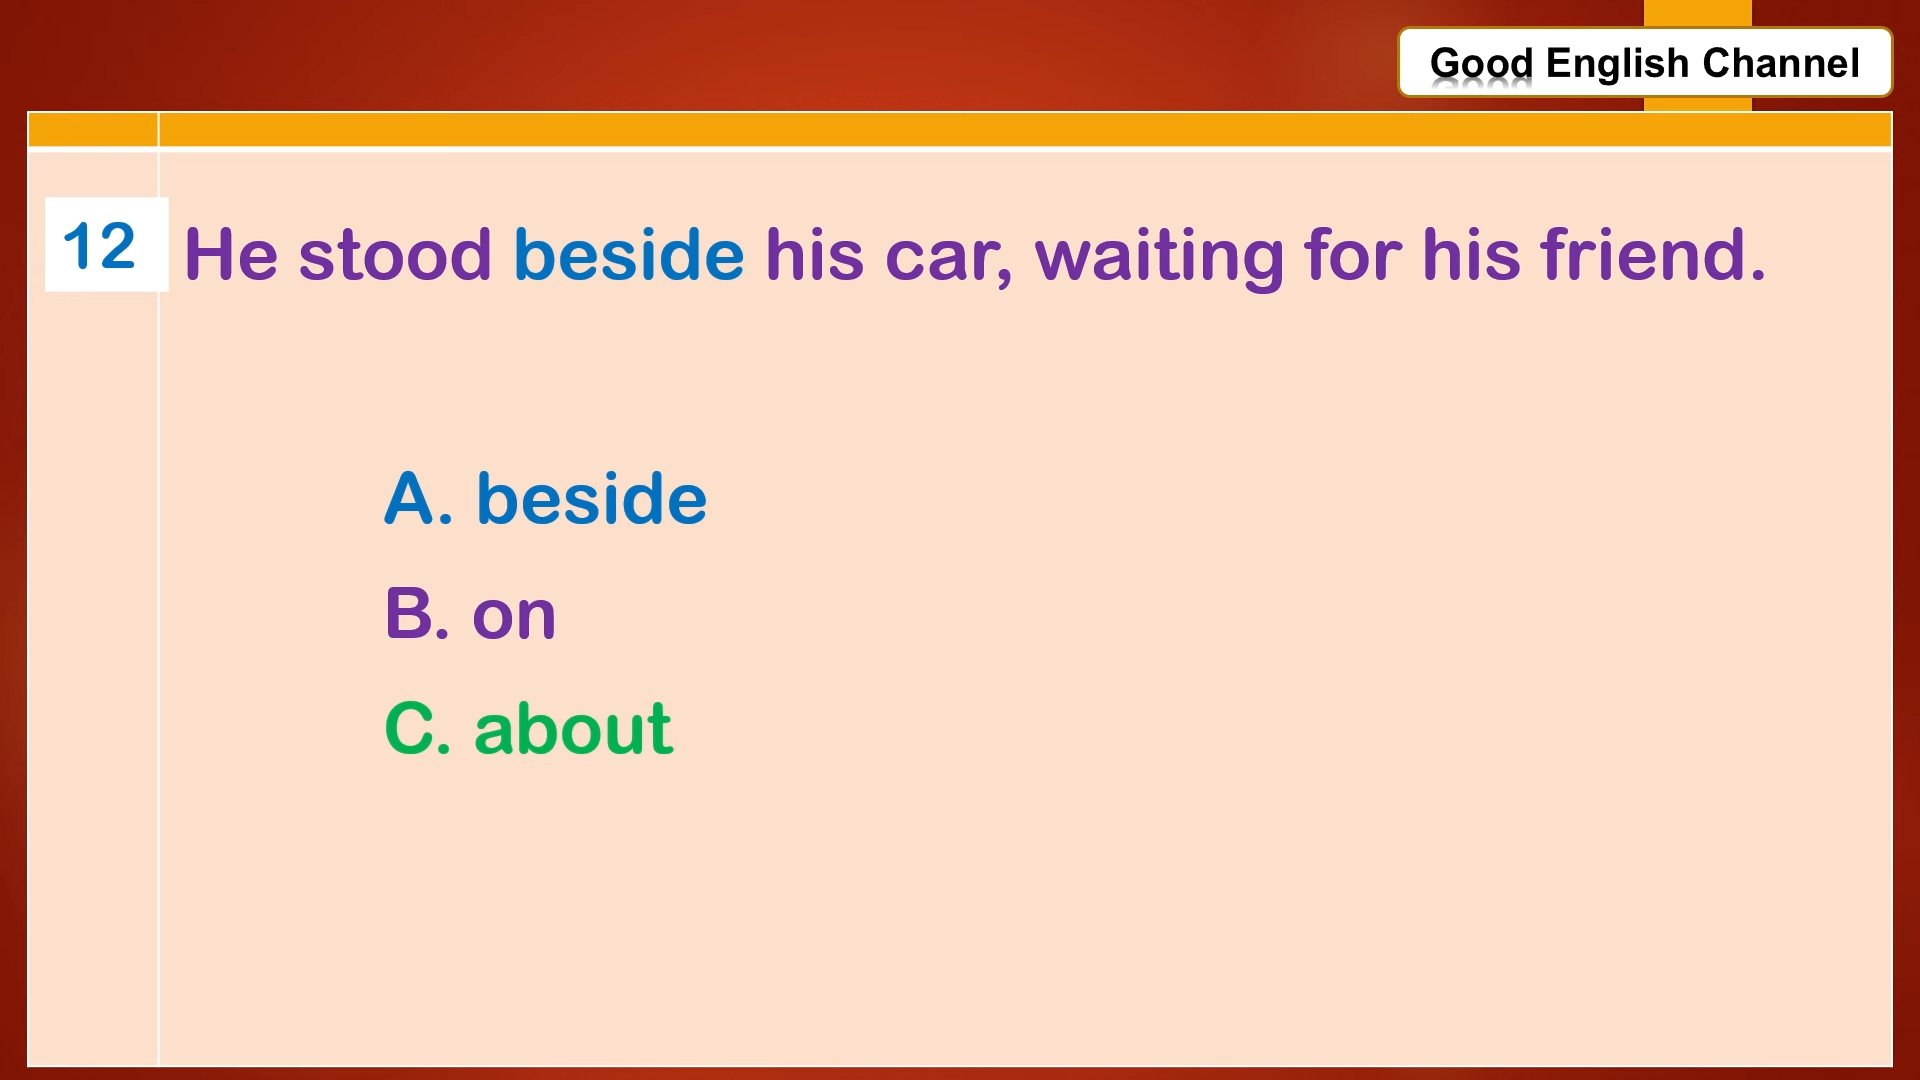 Good English Channel
12 He stood beside his car, waiting for his friend.
A. beside
B. on
C. about